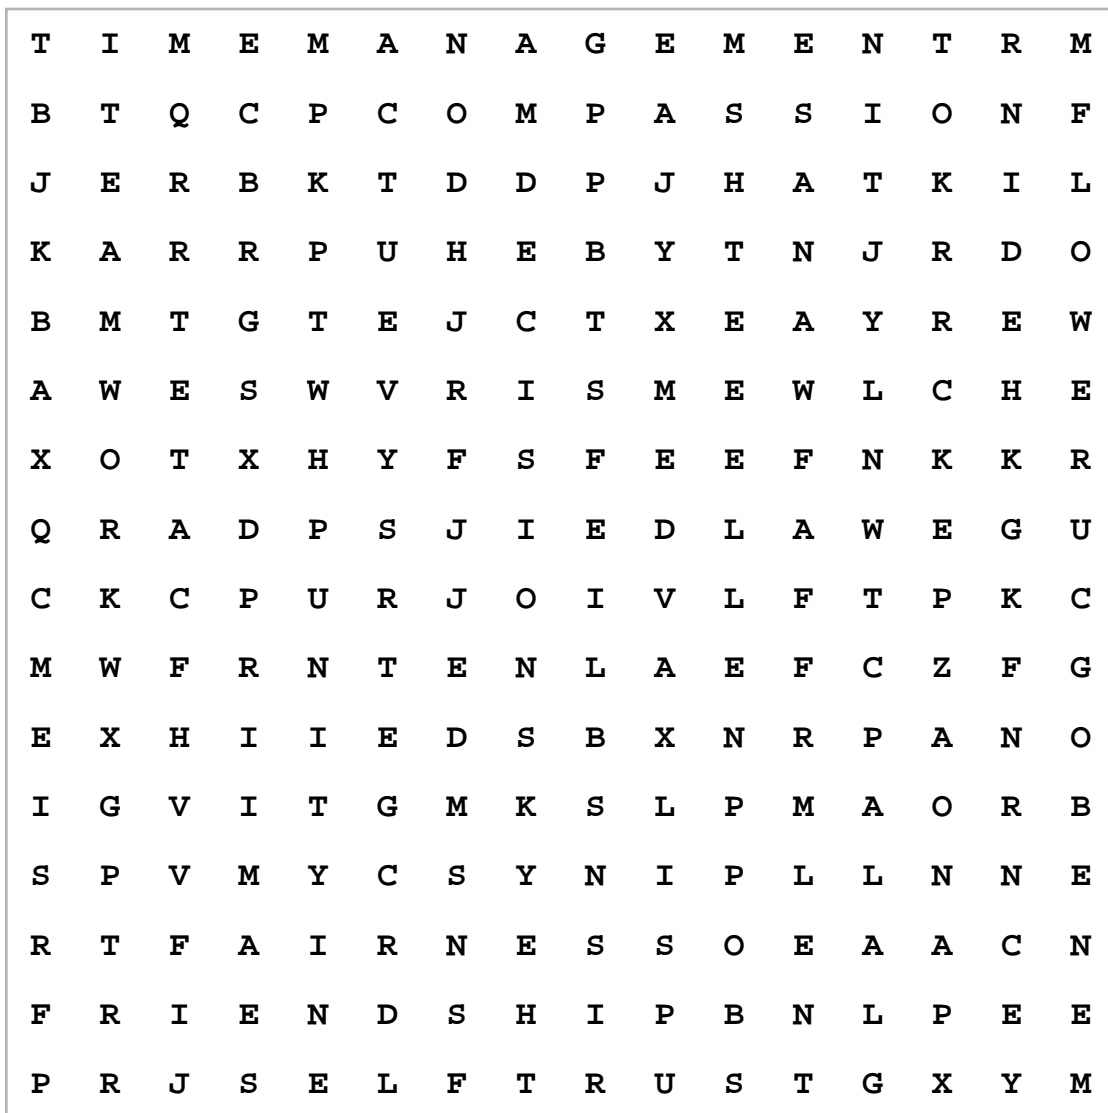 T I M E M A N A G E M E N T R M
B T Q C P C O M P A S S I O N F
J E R B K T D D P J H A T K I L
K A R R P U H E B Y T N J R D O
B M T G T E J C T X E A Y R E W
A W E S W V R I S M E W L C H E
X O T X H Y F S F E E F N K K R
Q R A D P S J I E D L A W E G U
C K C P U R J O I V L F T P K C
M W F R N T E N L A E F C Z F G
E X H I I E D S B X N R P A N O
I G V I T G M K S L P M A O R B
S P V M Y C S Y N I P L L N N E
R T F A I R N E S S O E A A C N
F R I E N D S H I P B N L P E E
P R J S E L F T R U S T G X Y M